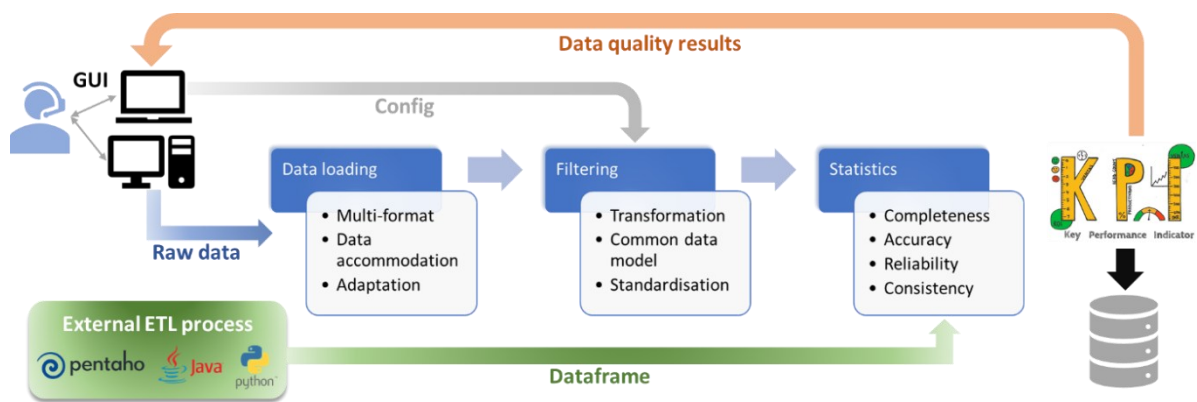 Data quality results
GUI
Config
Data loading
• Multi-format
• Data
accommodation
• Adaptation
Filtering
• Transformation
• Common data
model
• Standardisation
Statistics
• Completeness
• Accuracy
• Reliability
• Consistency
KPI
Key Performance Indicator
Raw data
External ETL process
pentaho
Java
python
Dataframe